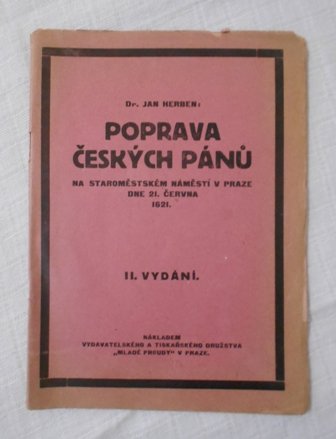 Dr. JAN HERBEN:
POPRAVA
ČESKÝCH PÁNŮ
NA STAROMĚSTSKÉM NÁMĚSTÍ V PRAZE
DNE 21. ČERVNA
1621.
II. VYDÁNÍ.
NÁKLADEM
VYDAVATELSKÉHO A TISKAŘSKÉHO DRUŽSTVA
„MLADÉ PROUDY" V PRAZE.